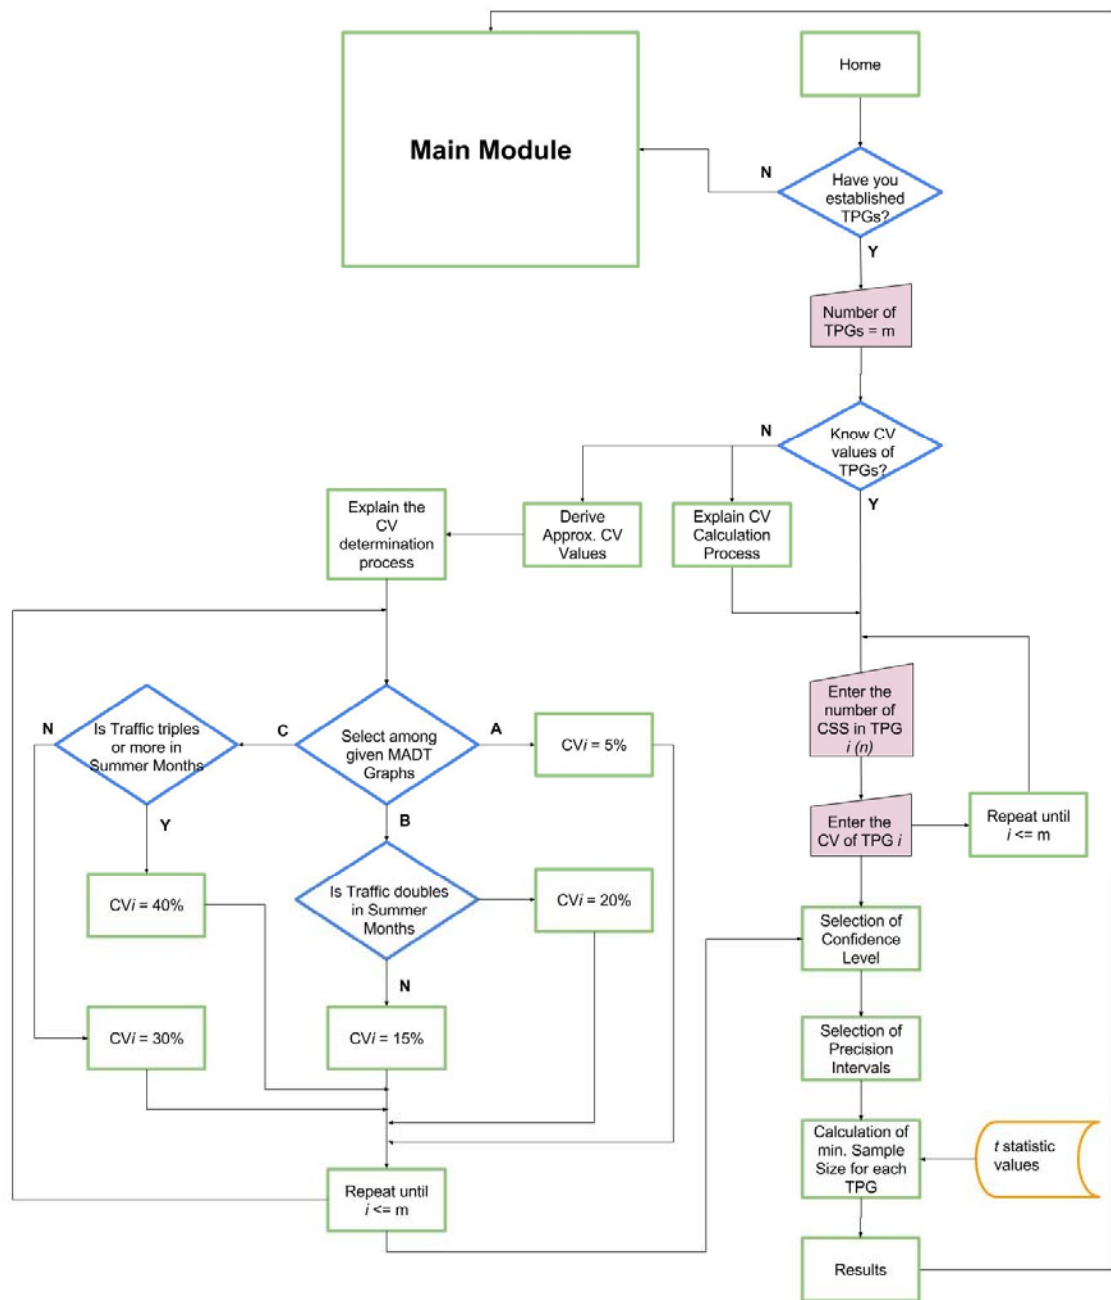 Home
Main Module
N
Have you
established
TPGs?
Y
Number of
TPGs = m
N
Know CV
values of
TPGs?
Y
Explain the
CV
determination
process
Derive
Approx. CV
Values
Explain CV
Calculation
Process
N
Is Traffic triples
or more in
Summer Months
C
Select among
given MADT
Graphs
A
CVi = 5%
Enter the
number of
CSS in TPG
i (n)
Y
B
Enter the
CV of TPG i
Repeat until
i <= m
CVi = 40%
Is Traffic doubles
in Summer
Months
CVi = 20%
Selection of
Confidence
Level
N
CVi = 30%
CVi = 15%
Selection of
Precision
Intervals
Calculation of
min. Sample
Size for each
TPG
t statistic
values
Repeat until
i <= m
Results